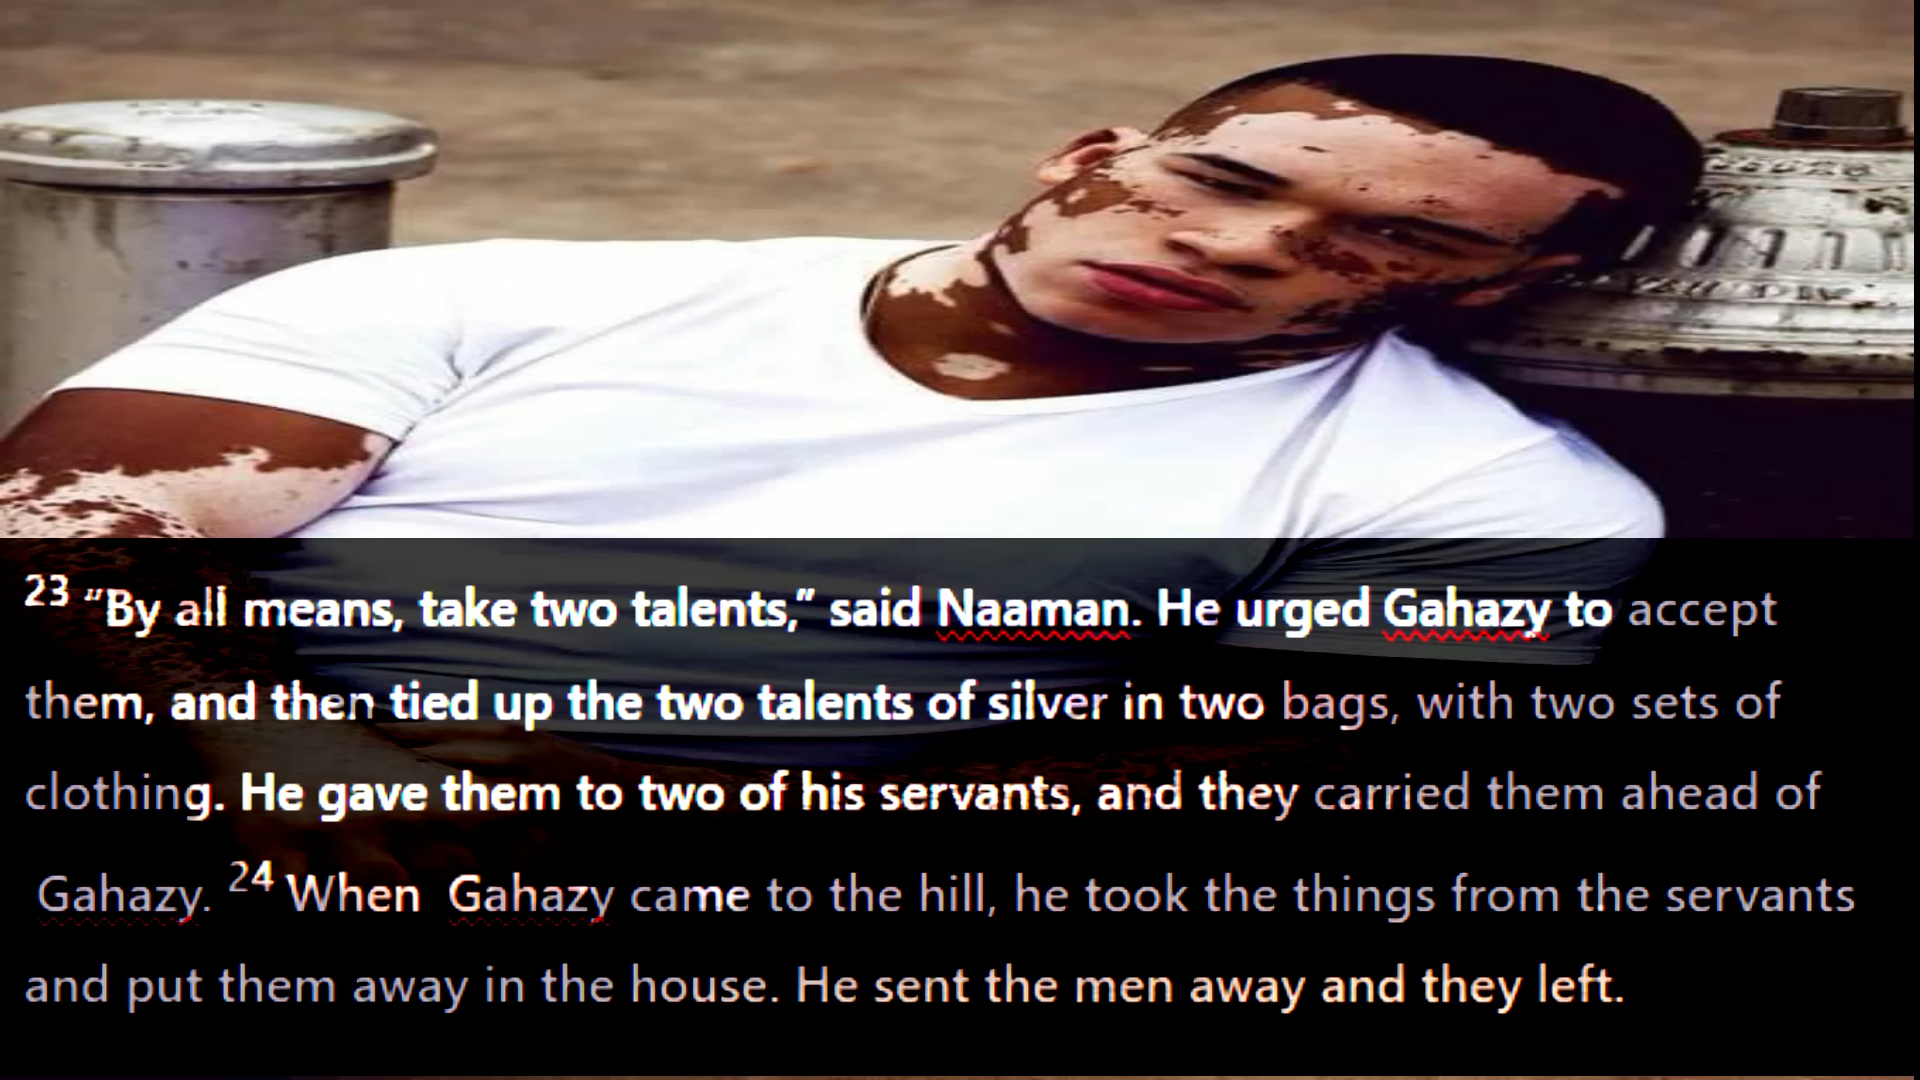 23 “By all means, take two talents,” said Naaman. He urged Gahazy to accept
them, and then tied up the two talents of silver in two bags, with two sets of
clothing. He gave them to two of his servants, and they carried them ahead of
Gahazy. 24 When Gahazy came to the hill, he took the things from the servants
and put them away in the house. He sent the men away and they left.